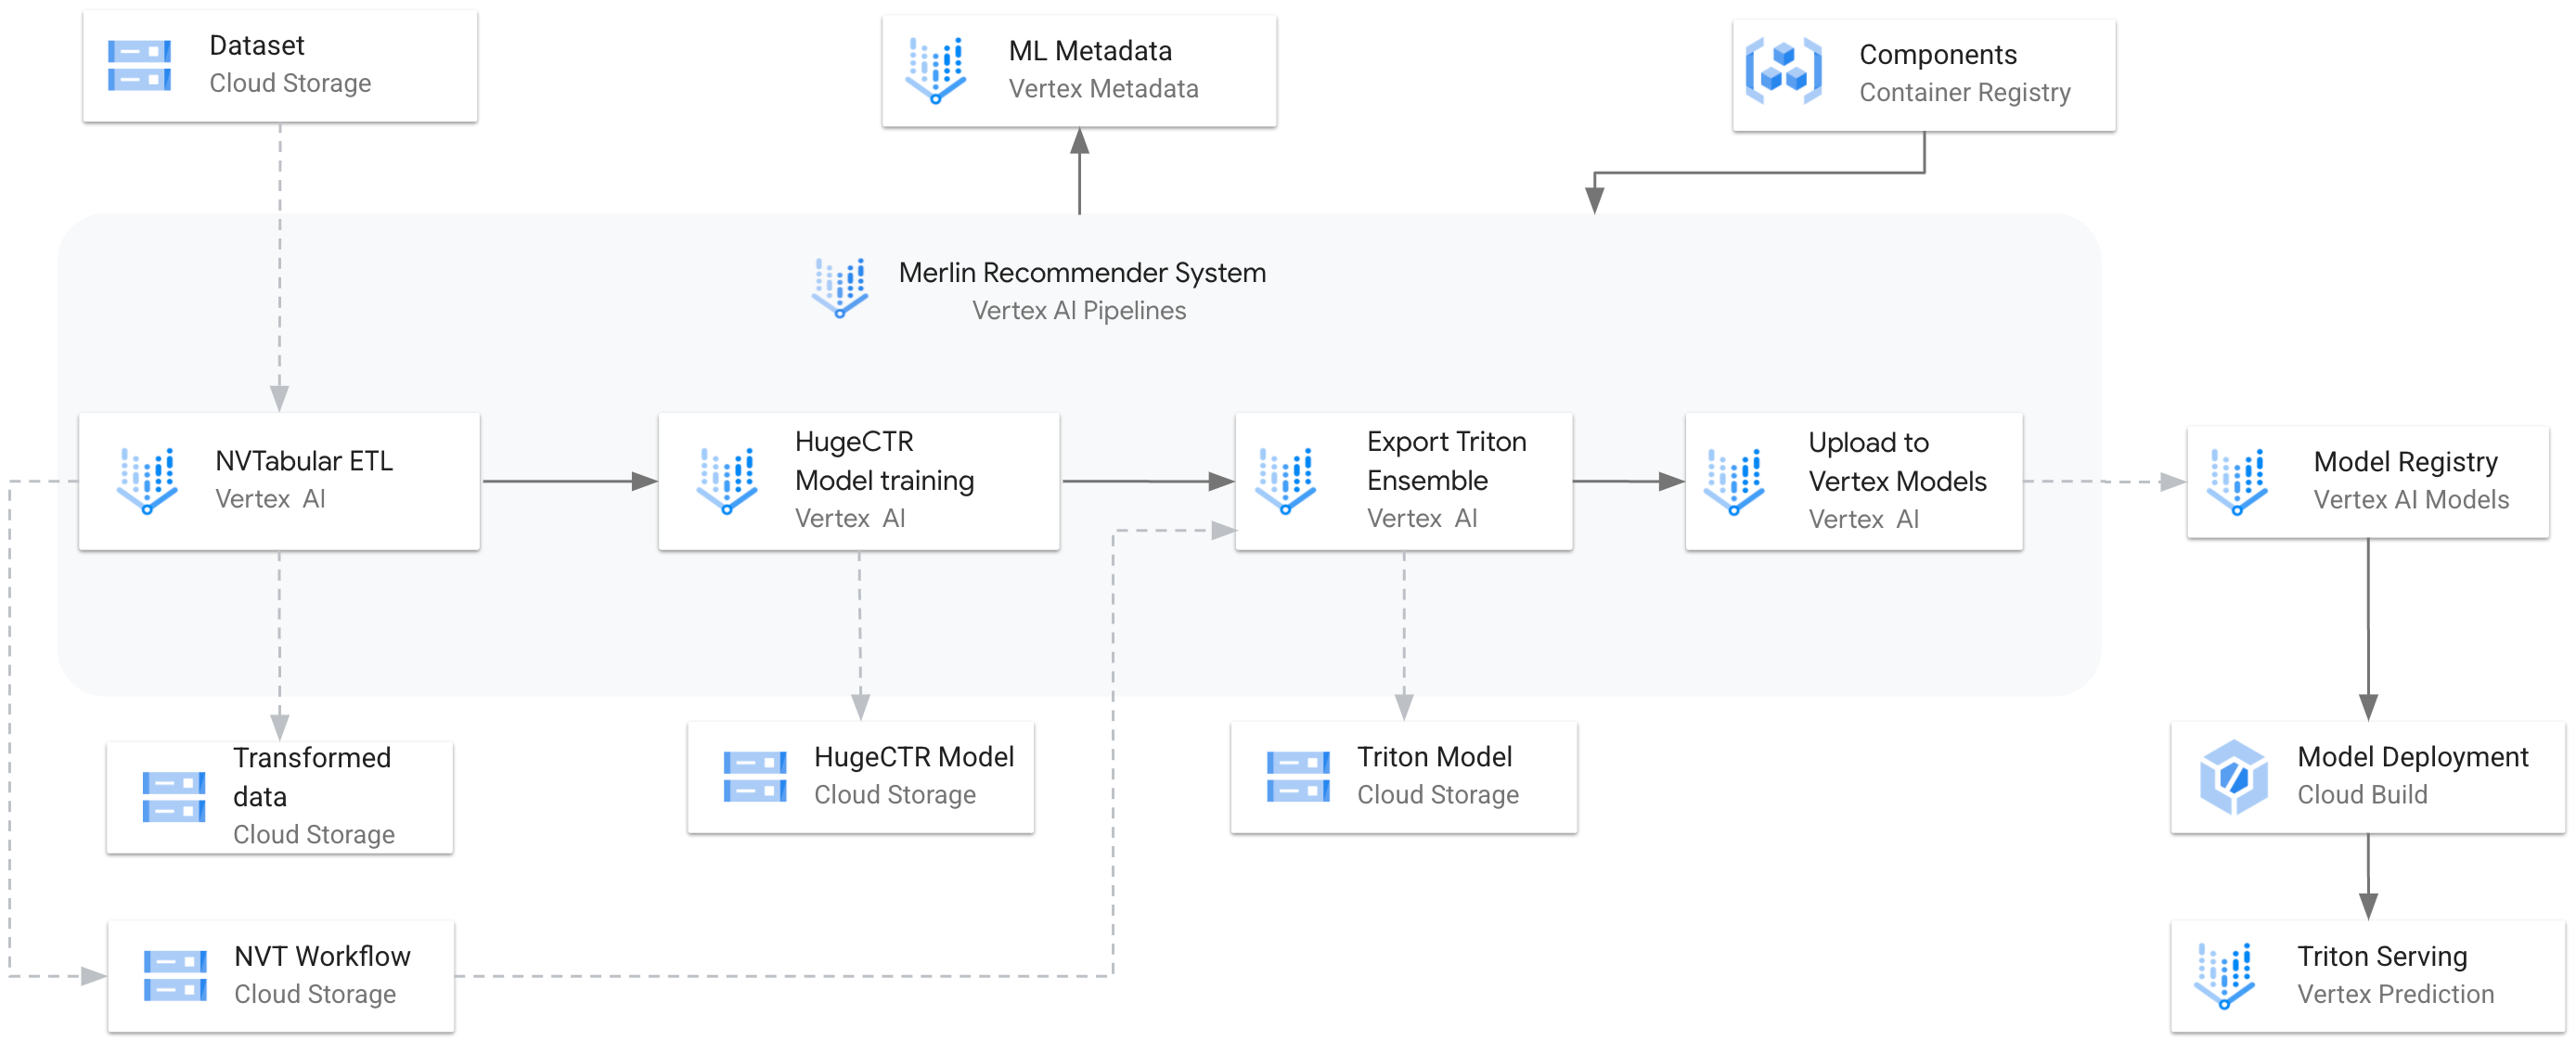 Dataset
Cloud Storage
ML Metadata
Vertex Metadata
Components
Container Registry
Merlin Recommender System
Vertex AI Pipelines
NVTabular ETL
Vertex AI
HugeCTR
Model training
Vertex AI
Export Triton
Ensemble
Vertex AI
Upload to
Vertex Models
Vertex AI
Model Registry
Vertex AI Models
Transformed
data
Cloud Storage
HugeCTR Model
Cloud Storage
Triton Model
Cloud Storage
Model Deployment
Cloud Build
NVT Workflow
Cloud Storage
Triton Serving
Vertex Prediction